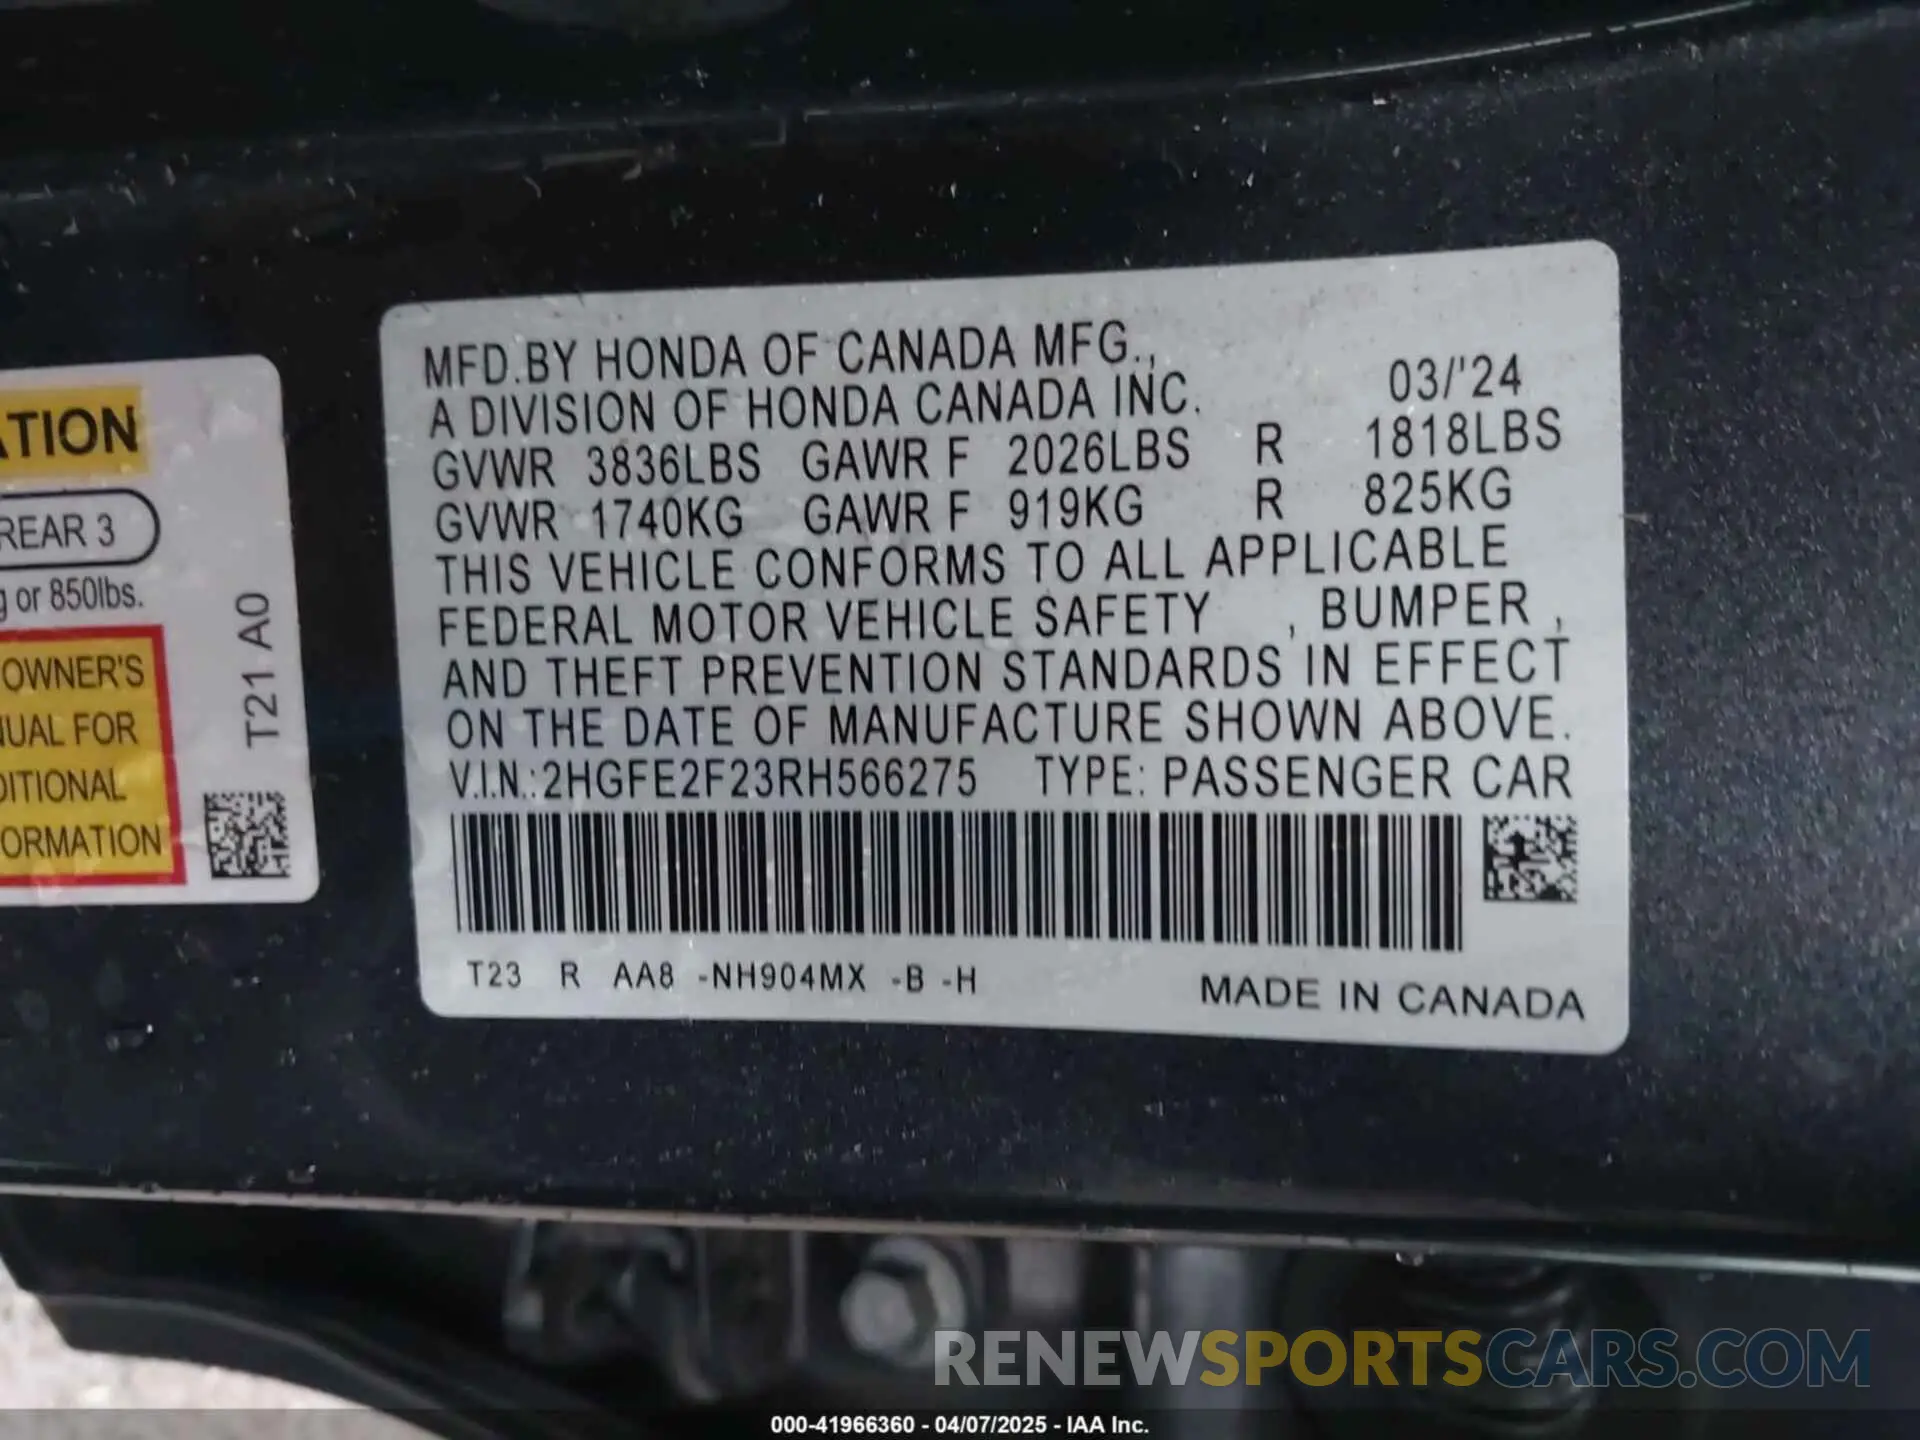 ATION
REAR 3
g or 850lbs.
OWNER'S
UAL FOR
DITIONAL
ORMATION
T21 A0
MFD.BY HONDA OF CANADA MFG.,
A DIVISION OF HONDA CANADA INC. 03/'24
GVWR 3836LBS GAWR F 2026LBS R 1818LBS
GVWR 1740KG GAWR F 919KG R 825KG
THIS VEHICLE CONFORMS TO ALL APPLICABLE
FEDERAL MOTOR VEHICLE SAFETY , BUMPER ,
AND THEFT PREVENTION STANDARDS IN EFFECT
ON THE DATE OF MANUFACTURE SHOWN ABOVE.
V.I.N.:2HGFE2F23RH566275 TYPE: PASSENGER CAR
T23 R AA8 -NH904MX -B -H
MADE IN CANADA
RENEWSPORTSCARS.COM
000-41966360 - 04/07/2025 - IAA Inc.